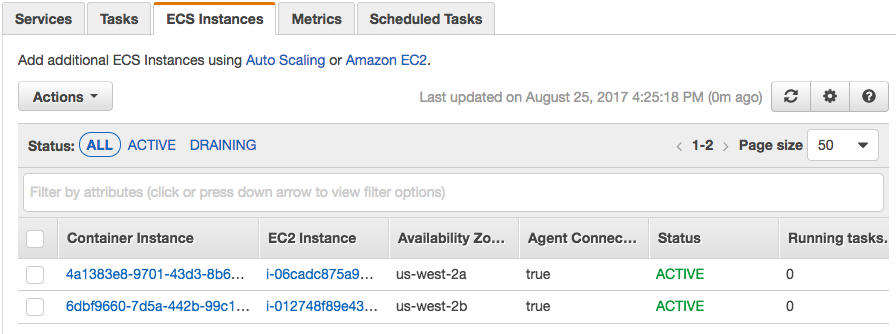 Services Tasks ECS Instances Metrics Scheduled Tasks
Add additional ECS Instances using Auto Scaling or Amazon EC2.
Actions Last updated on August 25, 2017 4:25:18 PM (0m ago)
Status: ALL ACTIVE DRAINING < 1-2 > Page size 50
Filter by attributes (click or press down arrow to view filter options)
Container Instance EC2 Instance Availability Zo... Agent Connec... Status Running tasks.
4a1383e8-9701-43d3-8b6... i-06cadc875a9... us-west-2a true ACTIVE 0
6dbf9660-7d5a-442b-99c1... i-012748f89e43... us-west-2b true ACTIVE 0